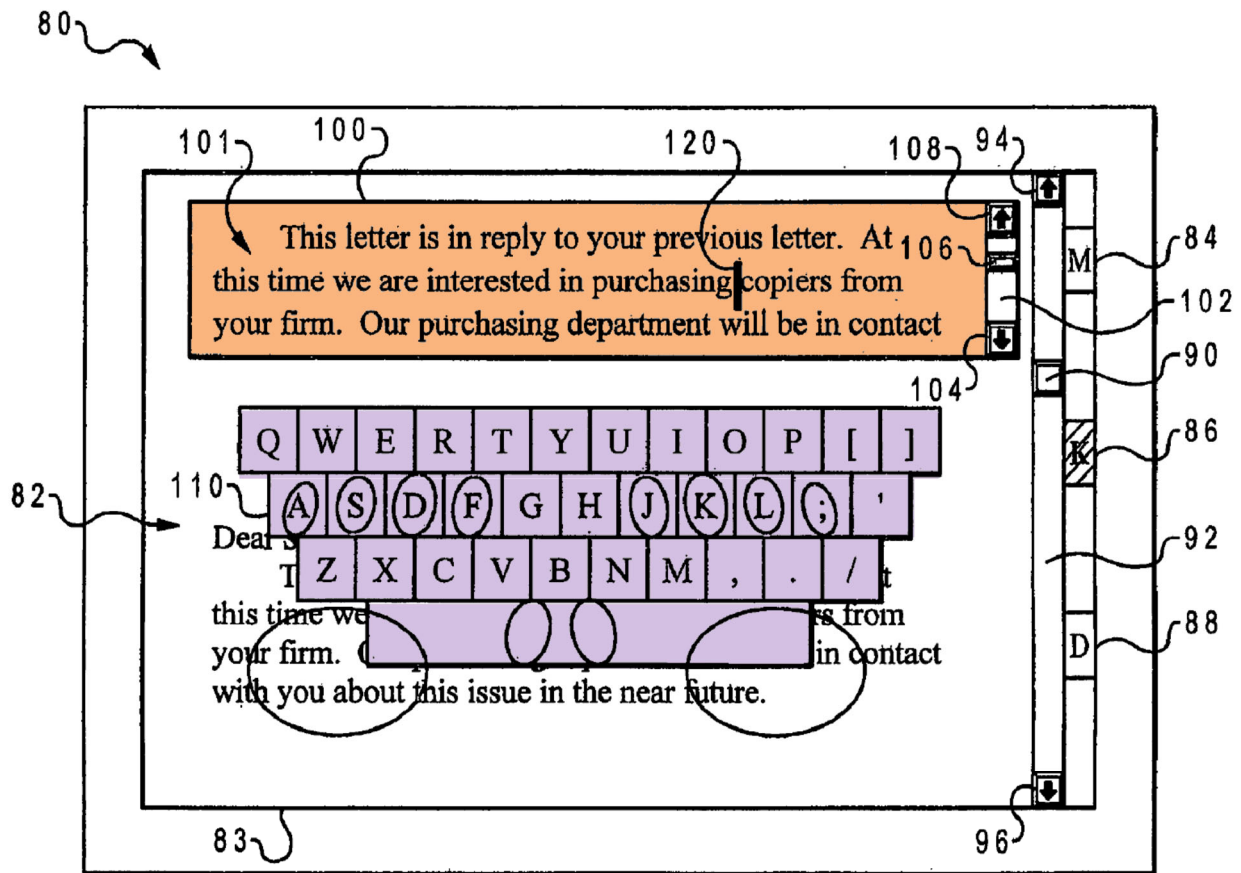 80
100
120
94
101
108
This letter is in reply to your previous letter. At
this time we are interested in purchasing copiers from
your firm. Our purchasing department will be in contact
106
84
M
102
104
90
Q W E R T Y U I O P [ ]
K
86
82
110
A S D F G H J K L ; '
Dear S
Z X C V B N M , . /
T t
92
this time we rs from
88
D
your firm. in contact
with you about this issue in the near future.
83
96